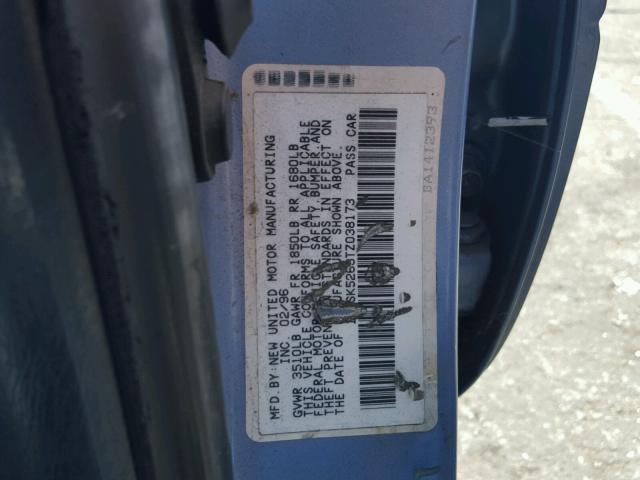 MFD. BY: NEW UNITED MOTOR MANUFACTURING
INC 02/96
GVWR 3510LB GAWR FR 1850LB RR 1680LB
THIS VEHICLE CONFORMS TO ALL APPLICABLE
FEDERAL MOTOR SAFETY, BUMPER, AND
THEFT PREVENTION STANDARDS IN EFFECT ON
THE DATE OF MANUFACTURE SHOWN ABOVE.
PASS CAR
BA1412393